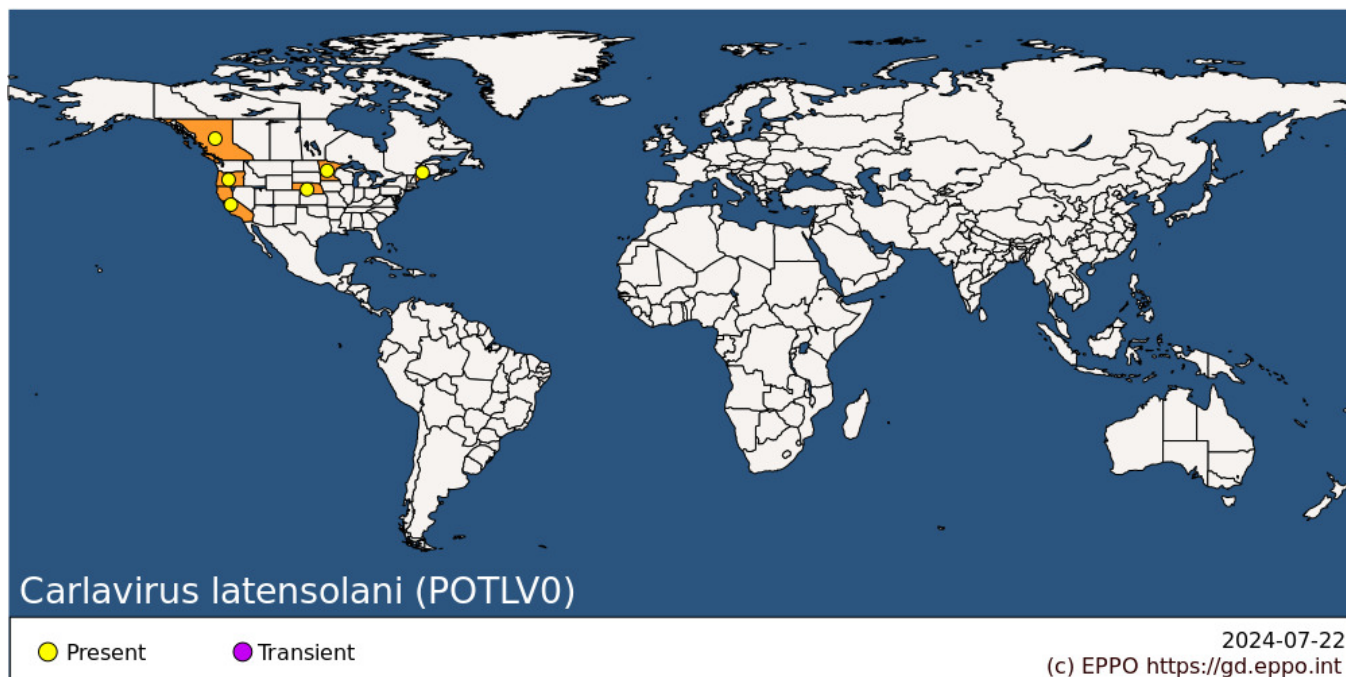 Carlavirus latensolani (POTLV0)
Present
Transient
2024-07-22
(c) EPPO https://gd.eppo.int